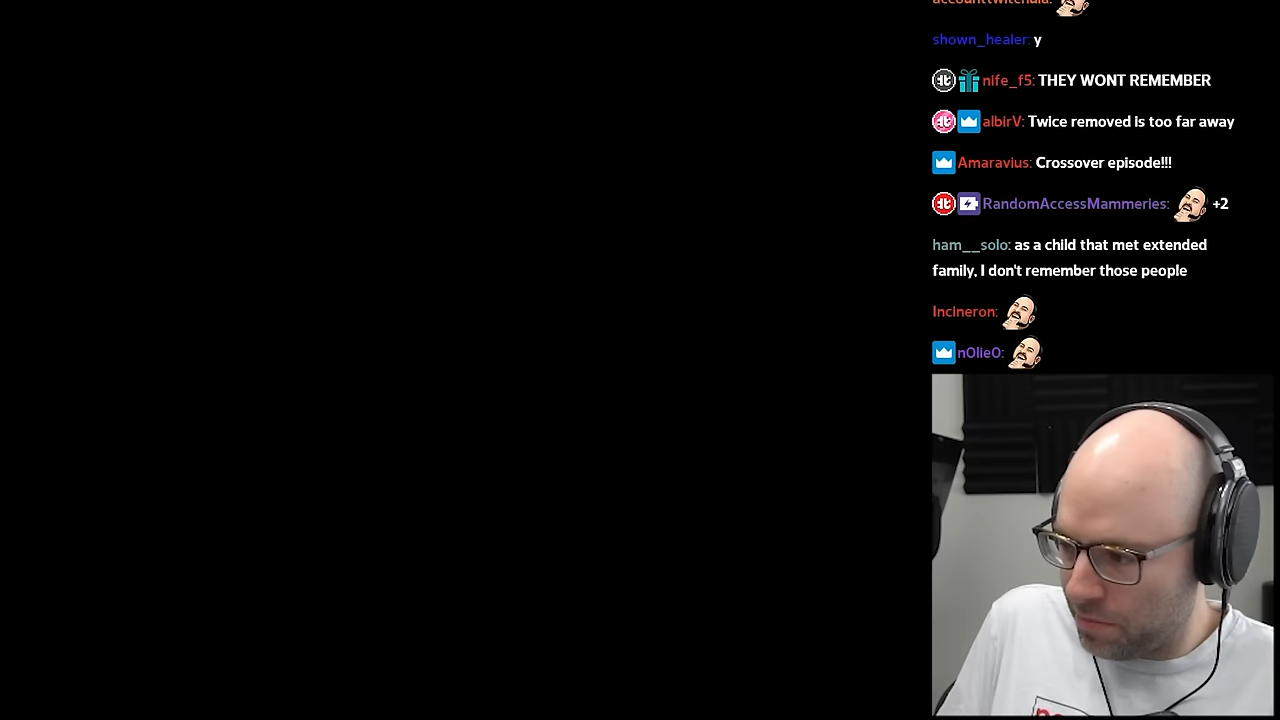 shown_healer: y
nife_f5: THEY WONT REMEMBER
albirV: Twice removed is too far away
Amaravius: Crossover episode!!!
RandomAccessMammeries: +2
ham__solo: as a child that met extended
family, I don't remember those people
Incineron:
n0lie0: